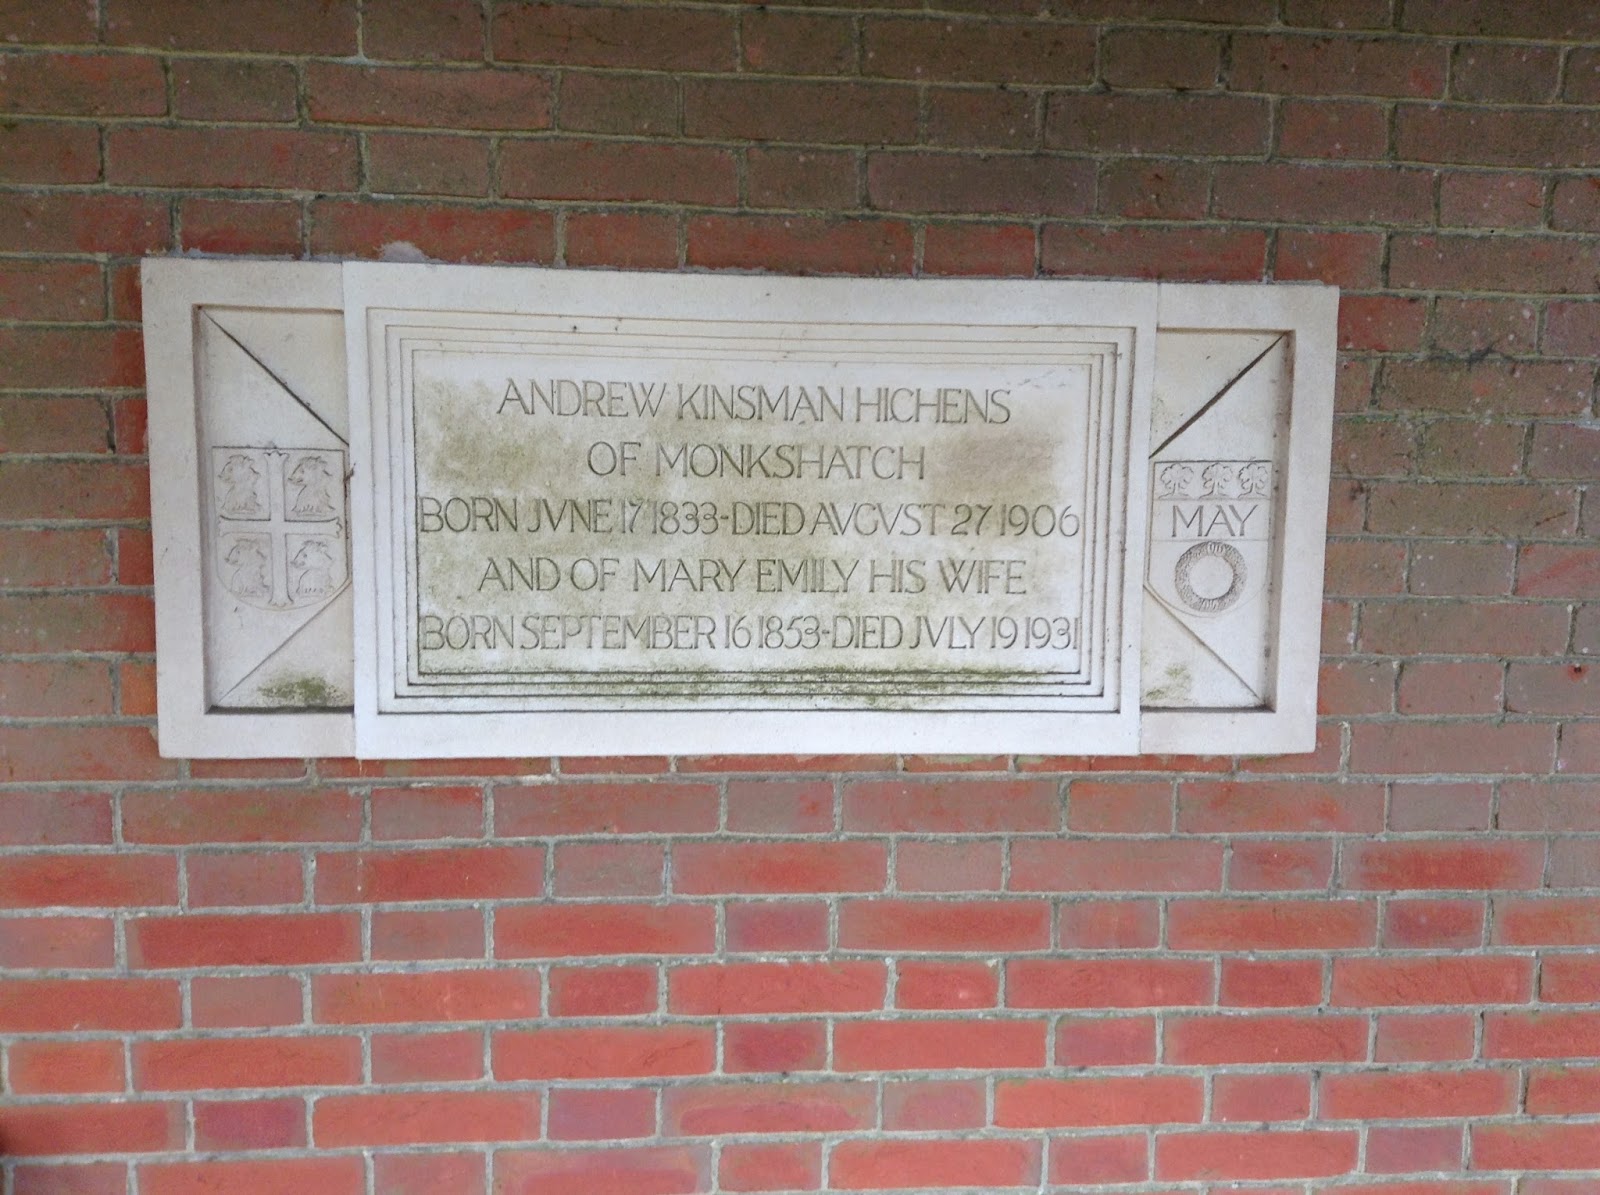 ANDREW KINSMAN HICHENS
OF MONKSHATCH
BORN JVNE 17 1833-DIED AVGVST 27 1906
AND OF MARY EMILY HIS WIFE
BORN SEPTEMBER 16 1853-DIED JVLY 19 1931
MAY